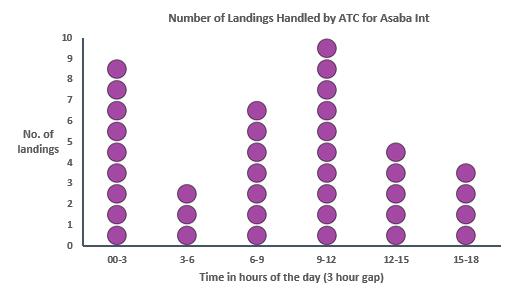 Number of Landings Handled by ATC for Asaba Int
10
9
8
7
6
5
4
3
2
1
0
No. of
landings
00-3 3-6 6-9 9-12 12-15 15-18
Time in hours of the day (3 hour gap)